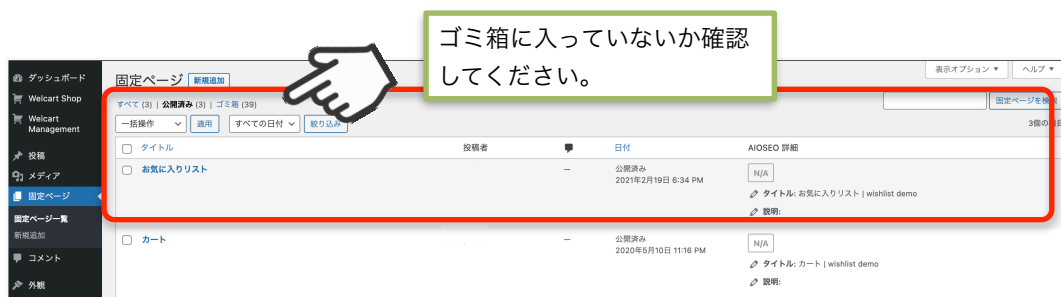 ゴミ箱に入っていないか確認
してください。
表示オプション ▼
ヘルプ ▼
ダッシュボード
Welcart Shop
Welcart
Management
投稿
メディア
固定ページ
固定ページ一覧
新規追加
コメント
外観
固定ページ 新規追加
すべて (3) | 公開済み (3) | ゴミ箱 (39)
固定ページを検
一括操作 適用 すべての日付 絞り込み
3個の
タイトル 投稿者 日付 AIOSEO 詳細
お気に入りリスト — 公開済み
2021年2月19日 6:34 PM
N/A
タイトル: お気に入りリスト | wishlist demo
説明:
カート — 公開済み
2020年5月10日 11:16 PM
N/A
タイトル: カート | wishlist demo
説明: